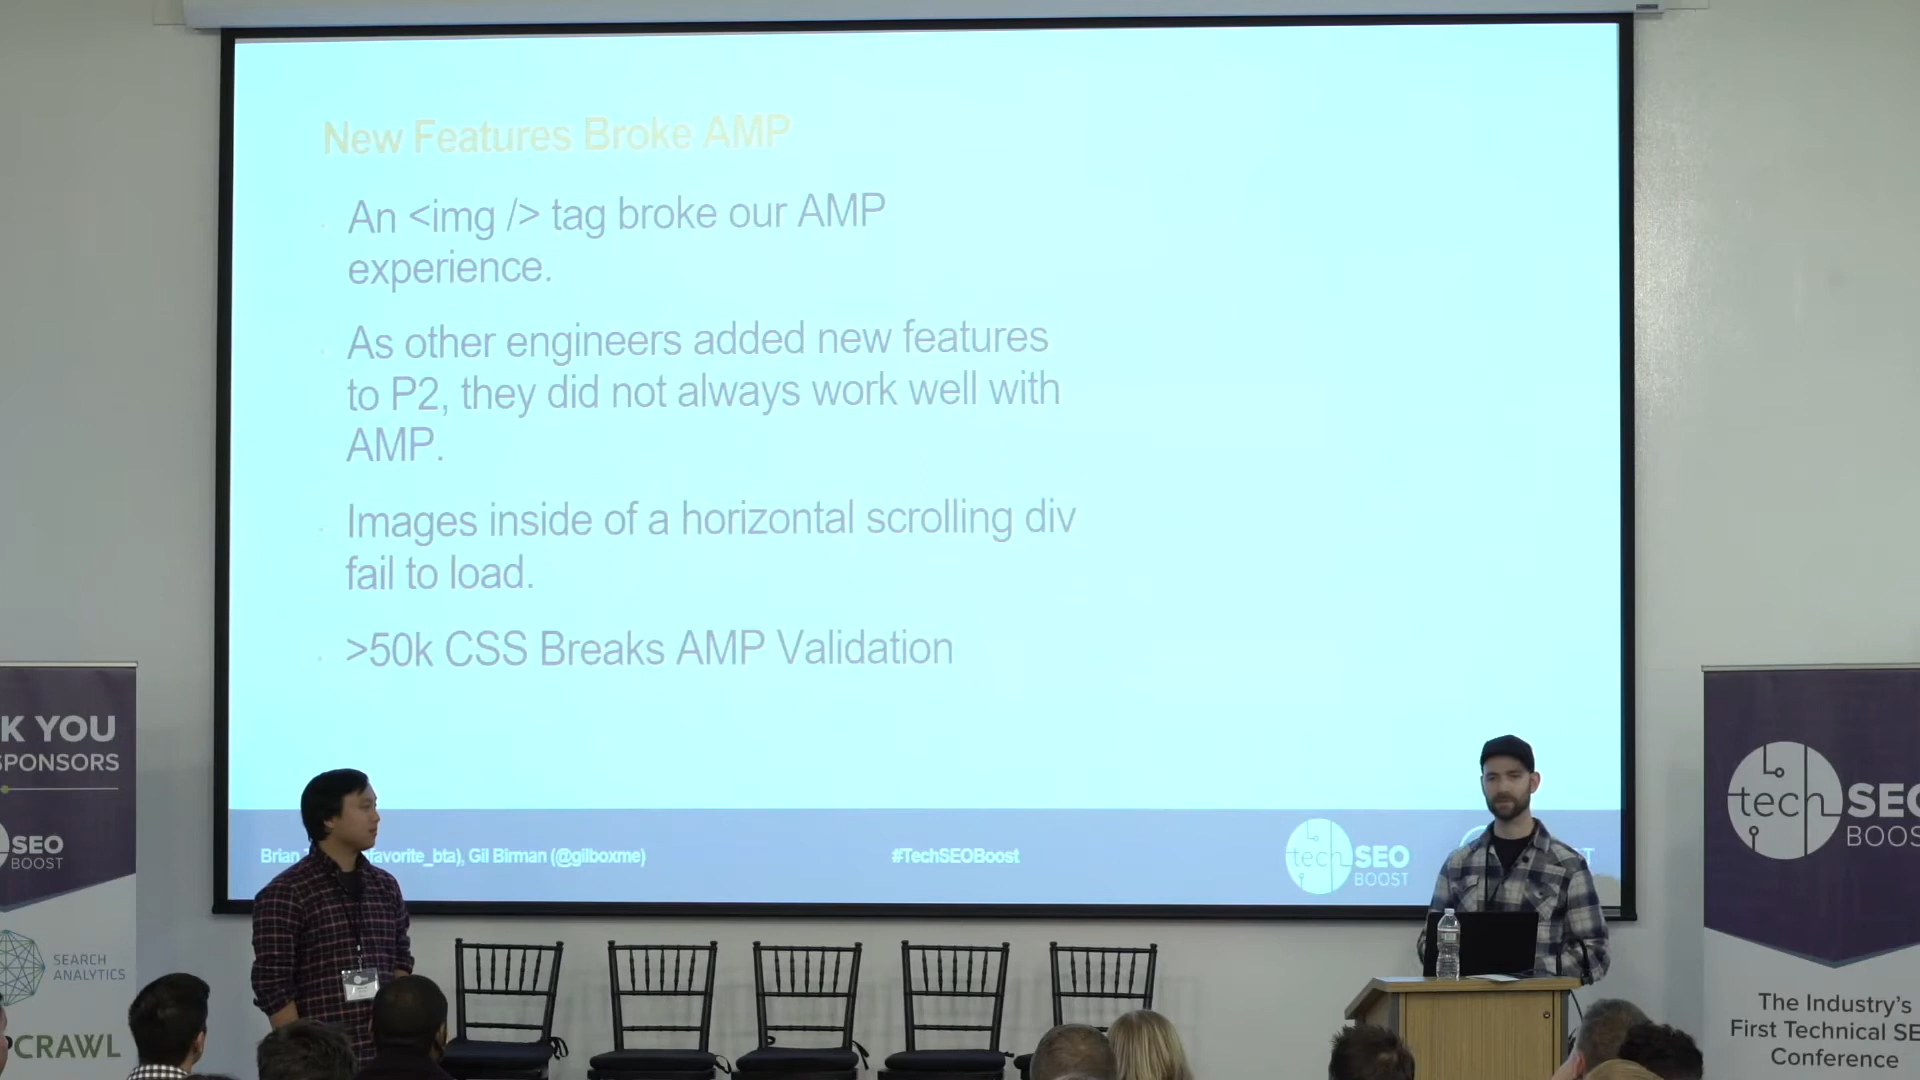 New Features Broke AMP
An <img /> tag broke our AMP
experience.
As other engineers added new features
to P2, they did not always work well with
AMP.
Images inside of a horizontal scrolling div
fail to load.
>50k CSS Breaks AMP Validation
Brian favorite_bta), Gil Birman (@gilboxme)
#TechSEOBoost
tech SEO
BOOST
K YOU
SPONSORS
SEO
BOOST
SEARCH
ANALYTICS
CRAWL
tech SEO
BOOS
The Industry's
First Technical SE
Conference